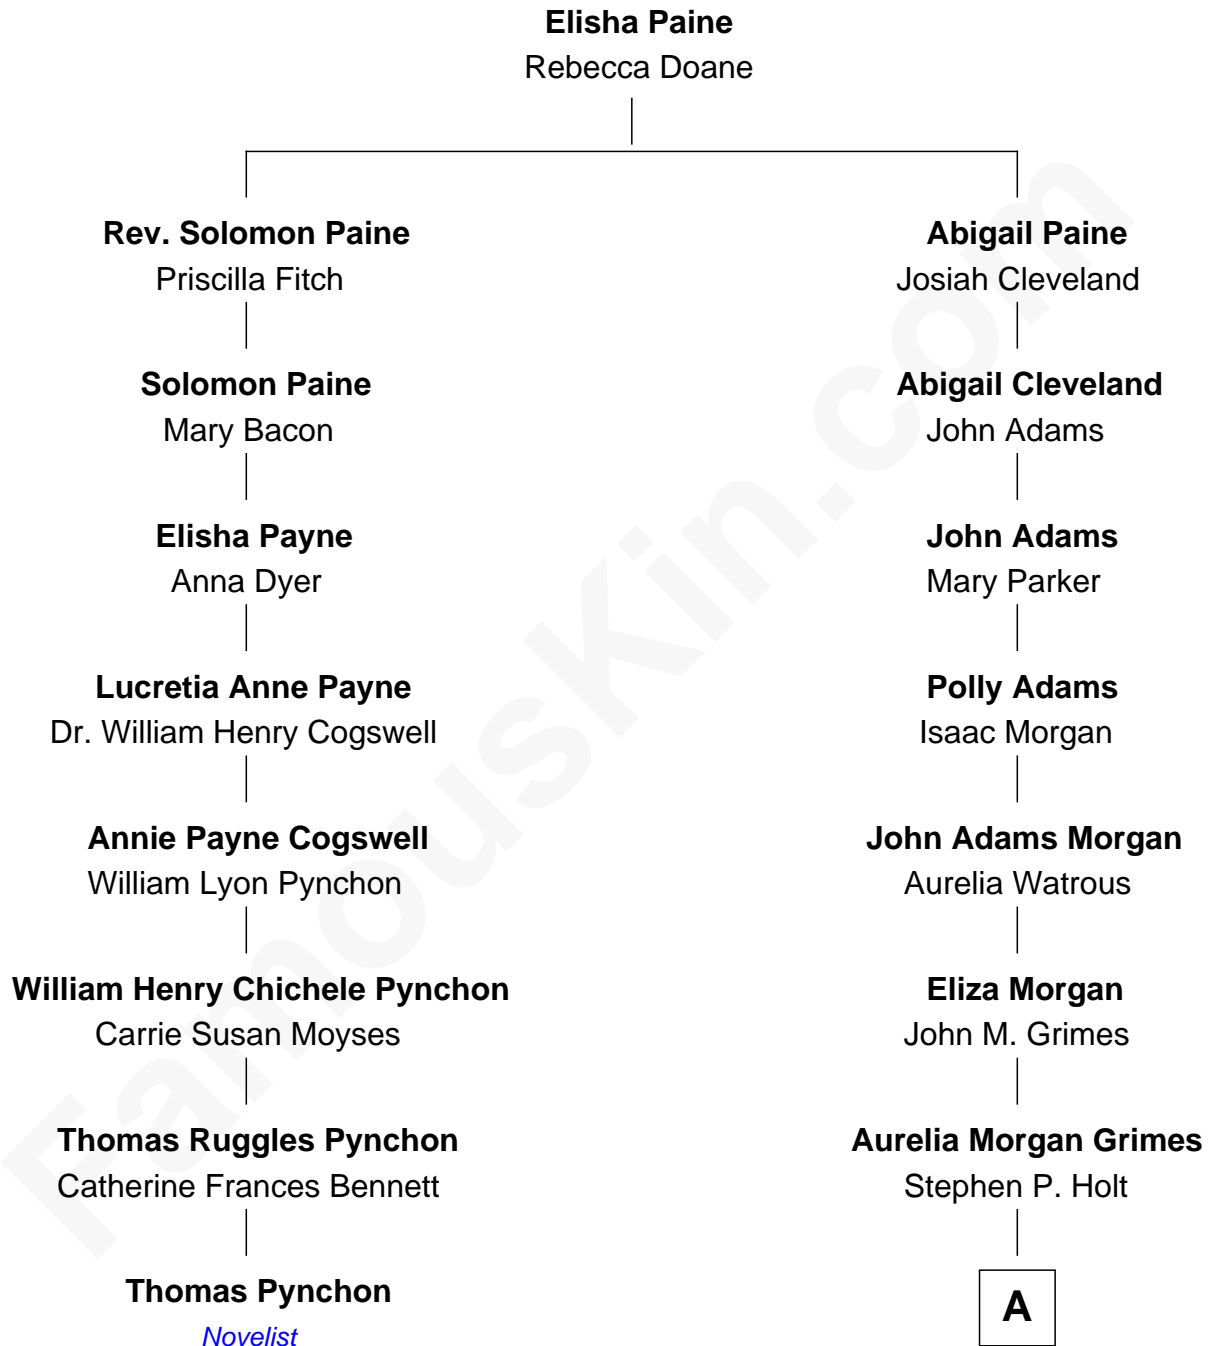 Elisha Paine
Rebecca Doane
Rev. Solomon Paine
Priscilla Fitch
Abigail Paine
Josiah Cleveland
Solomon Paine
Mary Bacon
Abigail Cleveland
John Adams
Elisha Payne
Anna Dyer
John Adams
Mary Parker
Lucretia Anne Payne
Dr. William Henry Cogswell
Polly Adams
Isaac Morgan
Annie Payne Cogswell
William Lyon Pynchon
John Adams Morgan
Aurelia Watrous
William Henry Chichele Pynchon
Carrie Susan Moyses
Eliza Morgan
John M. Grimes
Thomas Ruggles Pynchon
Catherine Frances Bennett
Aurelia Morgan Grimes
Stephen P. Holt
Thomas Pynchon
Novelist
A
FamousKin.com